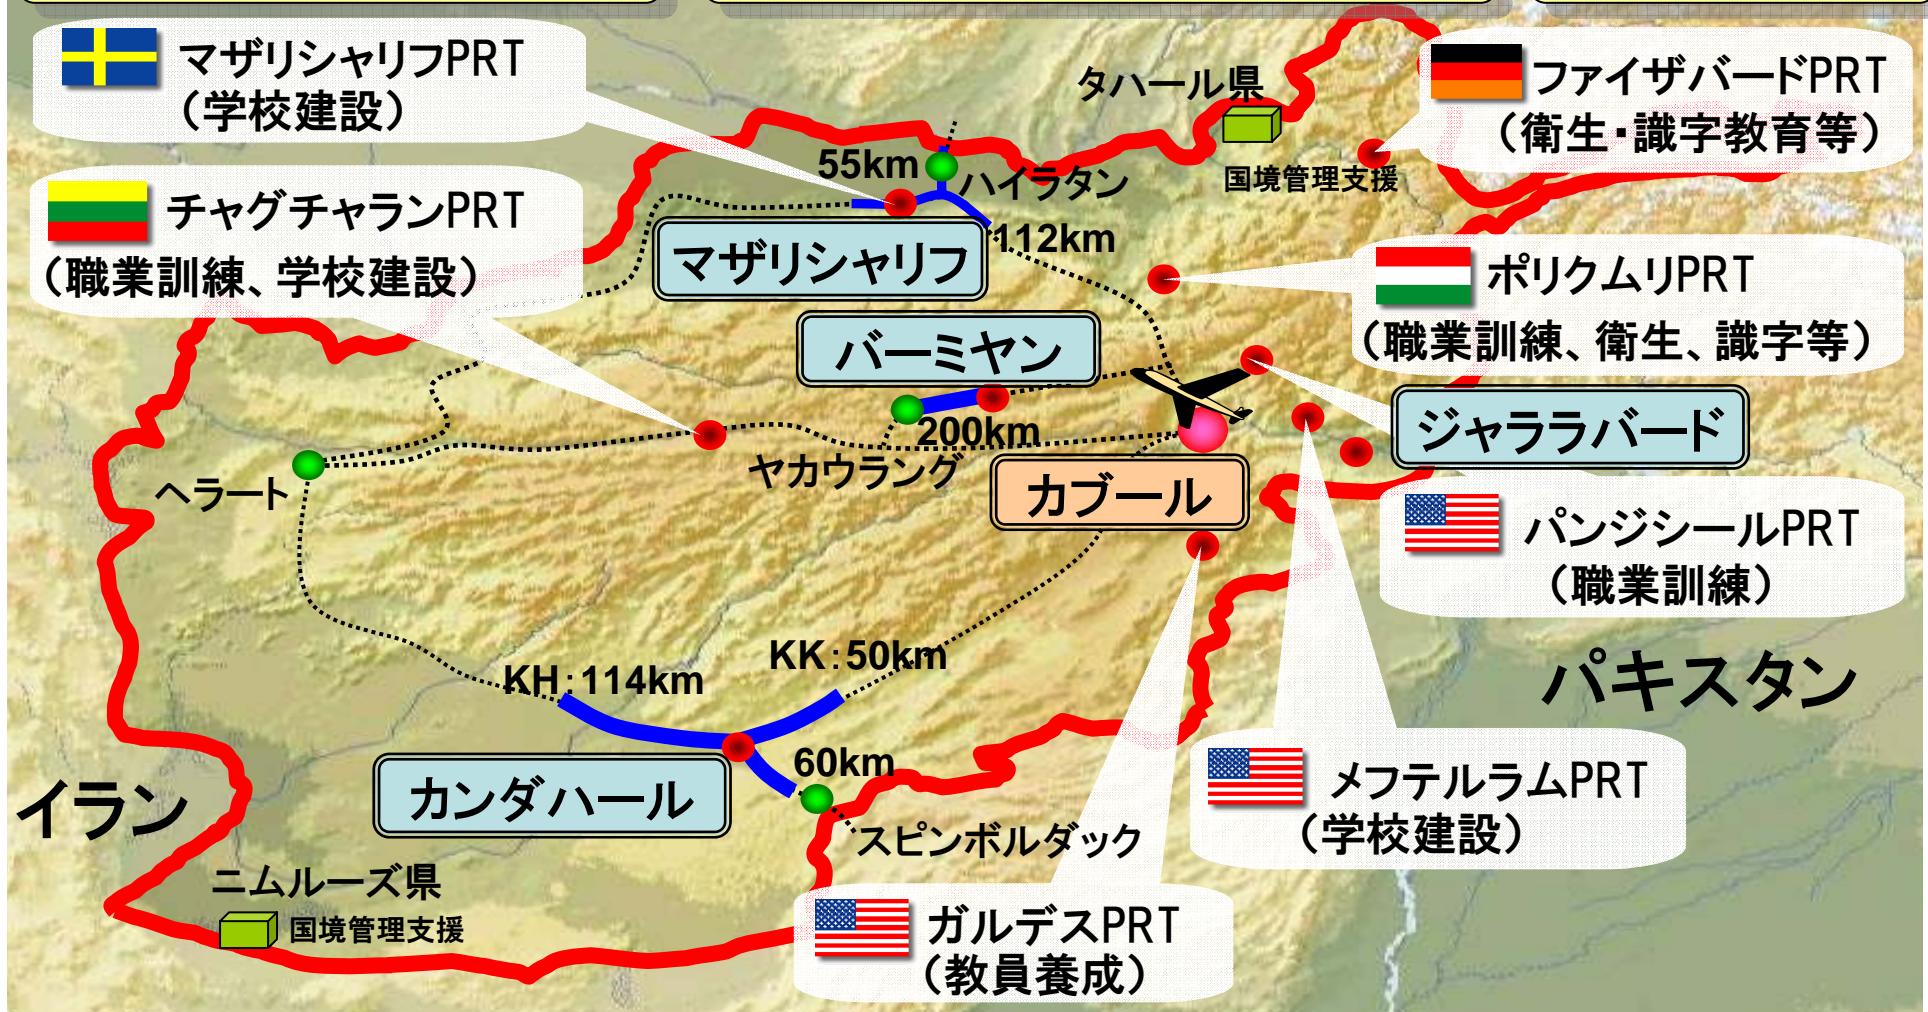 マザリシャリフPRT
（学校建設）
タハール県
国境管理支援
ファイザバードPRT
（衛生・識字教育等）
55km
ハイラタン
112km
チャグチャランPRT
（職業訓練、学校建設）
マザリシャリフ
ポリクムリPRT
（職業訓練、衛生、識字等）
バーミヤン
200km
ヤカウランヅ
ヘラート
カブール
ジャララバード
パンジシールPRT
（職業訓練）
KH：114km
KK：50km
パキスタン
60km
カンダハール
イラン
スピンボルダック
メフテルラムPRT
（学校建設）
ニムルーズ県
国境管理支援
ガルデスPRT
（教員養成）